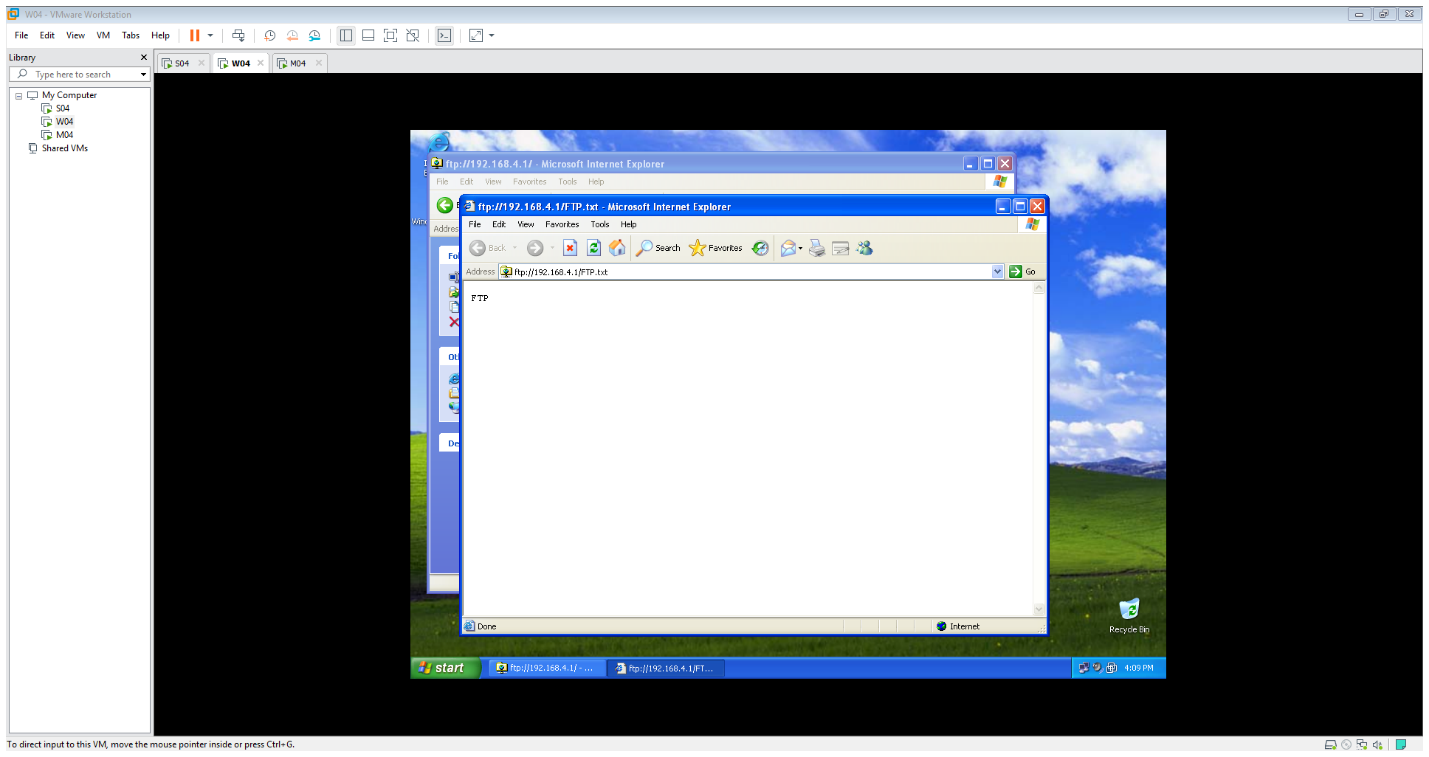 W04 - VMware Workstation
File Edit View VM Tabs Help
Library
Type here to search
My Computer
S04
W04
M04
Shared VMs
S04
W04
M04
ftp://192.168.4.1/ - Microsoft Internet Explorer
File Edit View Favorites Tools Help
Addres
ftp://192.168.4.1/FTP.txt - Microsoft Internet Explorer
File Edit View Favorites Tools Help
Back Search Favorites
Address ftp://192.168.4.1/FTP.txt Go
FTP
Done Internet
Recycle Bin
start ftp://192.168.4.1/ - ... ftp://192.168.4.1/FT... 4:09 PM
To direct input to this VM, move the mouse pointer inside or press Ctrl+G.